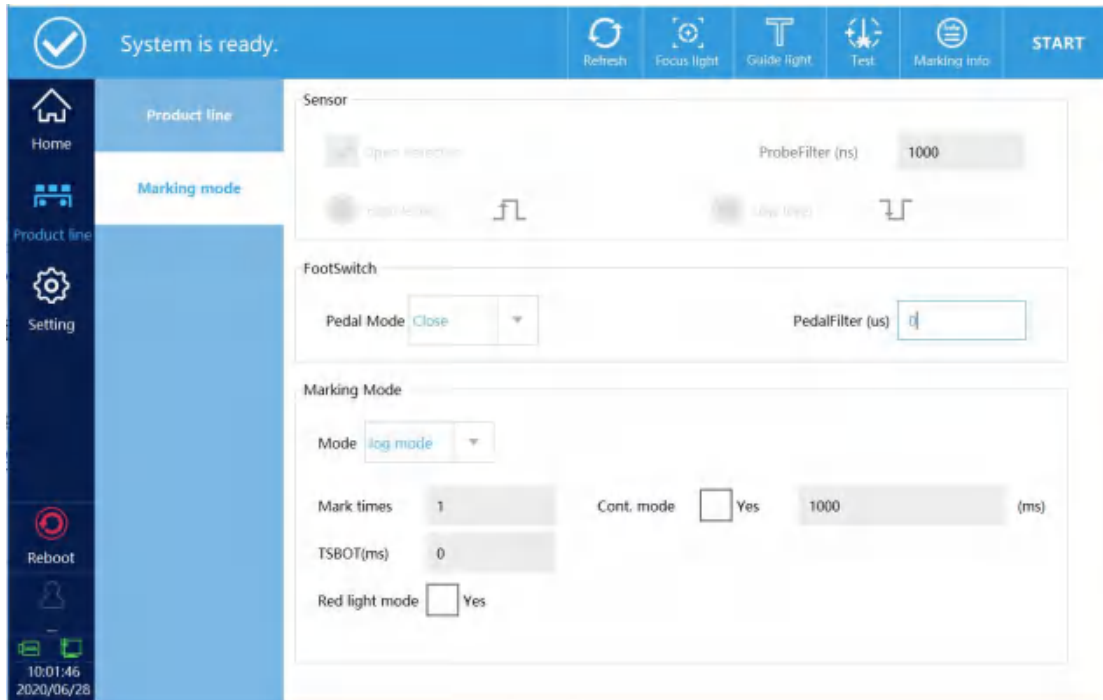 System is ready.
Refresh
Focus light
Guide light
Test
Marking info
START
Home
Product line
Setting
Reboot
10:01:46
2020/06/28
Product line
Marking mode
Sensor
ProbeFilter (ns) 1000
FootSwitch
Pedal Mode Close
PedalFilter (us) 0
Marking Mode
Mode log mode
Mark times 1
Cont. mode Yes 1000 (ms)
TSBOT(ms) 0
Red light mode Yes